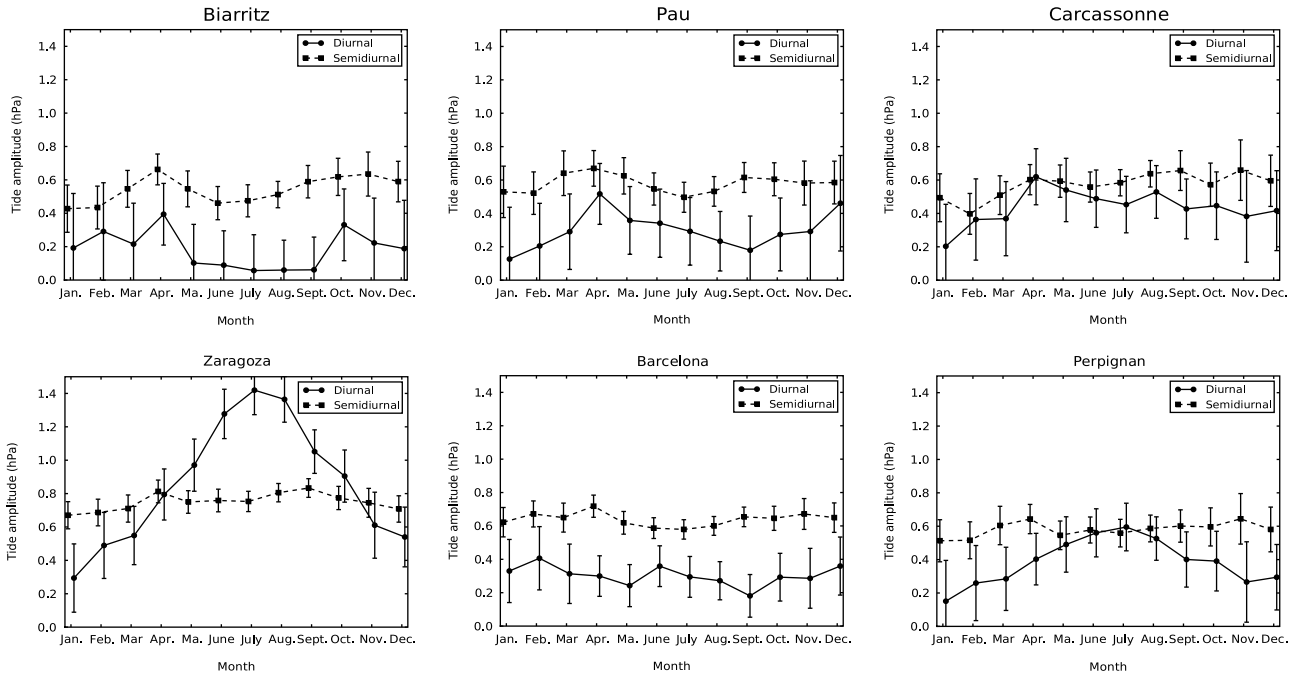 Biarritz
Tide amplitude (hPa)
1.4
1.2
1.0
0.8
0.6
0.4
0.2
0.0
Diurnal
Semidiurnal
Jan. Feb. Mar Apr. Ma. June July Aug. Sept. Oct. Nov. Dec.
Month
Pau
Tide amplitude (hPa)
1.4
1.2
1.0
0.8
0.6
0.4
0.2
0.0
Diurnal
Semidiurnal
Jan. Feb. Mar Apr. Ma. June July Aug. Sept. Oct. Nov. Dec.
Month
Carcassonne
Tide amplitude (hPa)
1.4
1.2
1.0
0.8
0.6
0.4
0.2
0.0
Diurnal
Semidiurnal
Jan. Feb. Mar Apr. Ma. June July Aug. Sept. Oct. Nov. Dec.
Month
Zaragoza
Tide amplitude (hPa)
1.4
1.2
1.0
0.8
0.6
0.4
0.2
0.0
Diurnal
Semidiurnal
Jan. Feb. Mar Apr. Ma. June July Aug. Sept. Oct. Nov. Dec.
Month
Barcelona
Tide amplitude (hPa)
1.4
1.2
1.0
0.8
0.6
0.4
0.2
0.0
Diurnal
Semidiurnal
Jan. Feb. Mar Apr. Ma. June July Aug. Sept. Oct. Nov. Dec.
Month
Perpignan
Tide amplitude (hPa)
1.4
1.2
1.0
0.8
0.6
0.4
0.2
0.0
Diurnal
Semidiurnal
Jan. Feb. Mar Apr. Ma. June July Aug. Sept. Oct. Nov. Dec.
Month